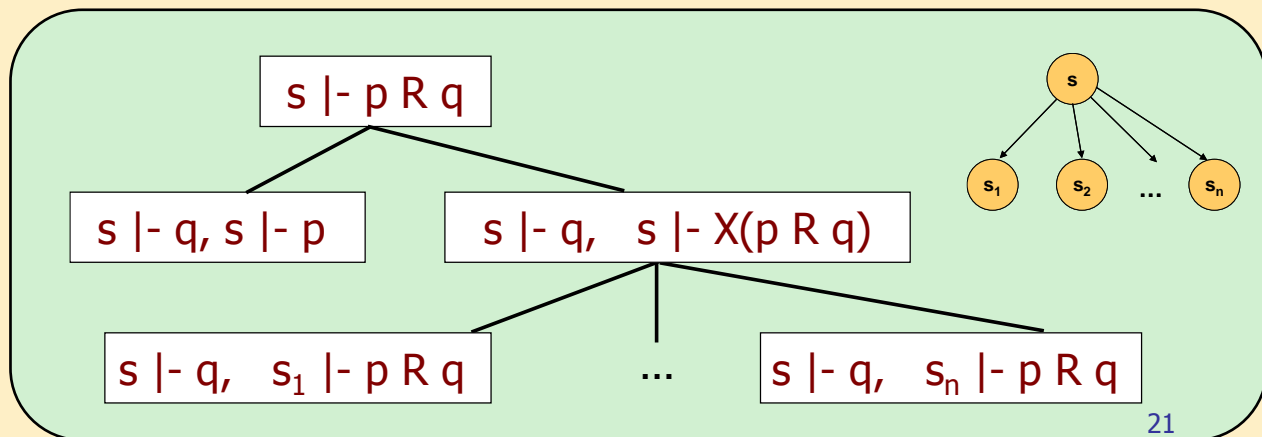 s |- p R q
s
s |- q, s |- p
s |- q, s |- X(p R q)
s₁
s₂
...
sₙ
s |- q, s₁ |- p R q
...
s |- q, sₙ |- p R q
21